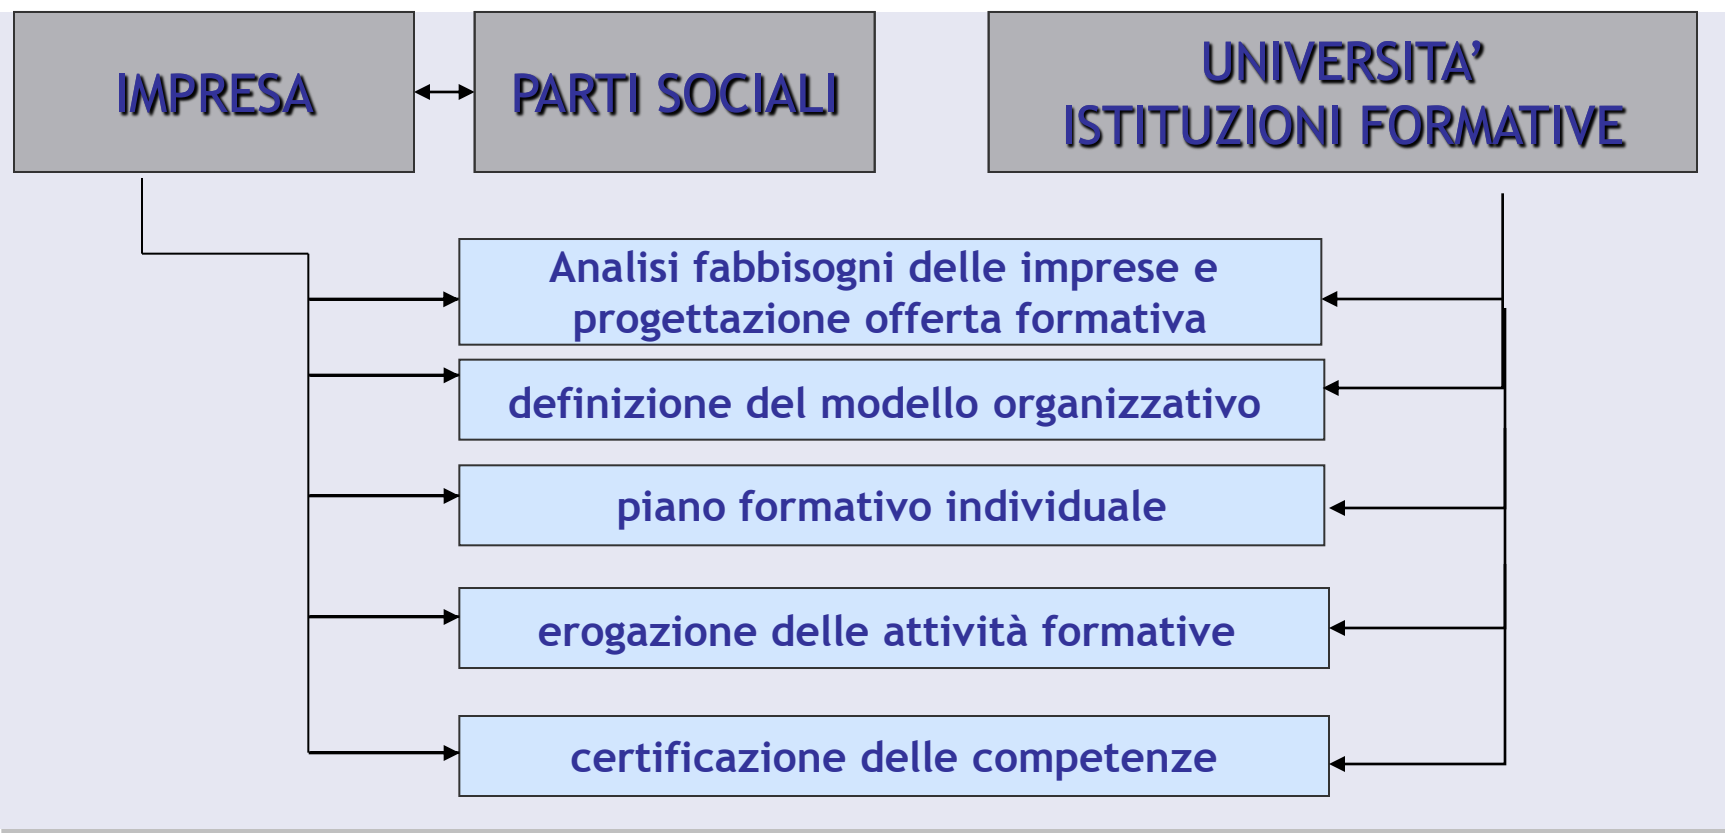 IMPRESA
PARTI SOCIALI
UNIVERSITA’
ISTITUZIONI FORMATIVE
Analisi fabbisogni delle imprese e
progettazione offerta formativa
definizione del modello organizzativo
piano formativo individuale
erogazione delle attività formative
certificazione delle competenze